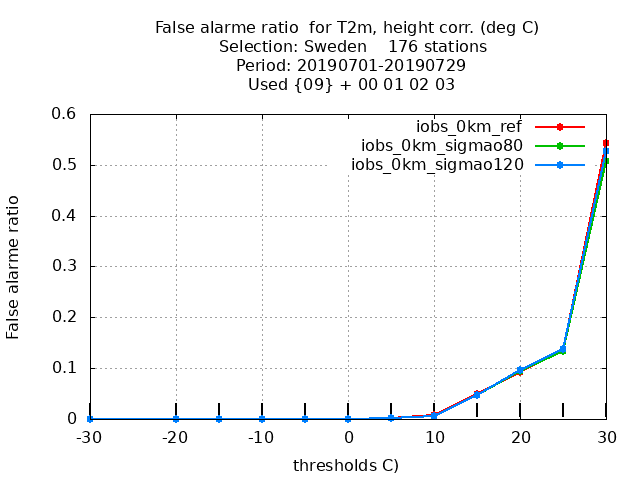 False alarme ratio  for T2m, height corr. (deg C)
Selection: Sweden    176 stations
Period: 20190701-20190729
Used {09} + 00 01 02 03
iobs_0km_ref
iobs_0km_sigmao80
iobs_0km_sigmao120
False alarme ratio
0.6
0.5
0.4
0.3
0.2
0.1
0
-30 -20 -10 0 10 20 30
thresholds C)